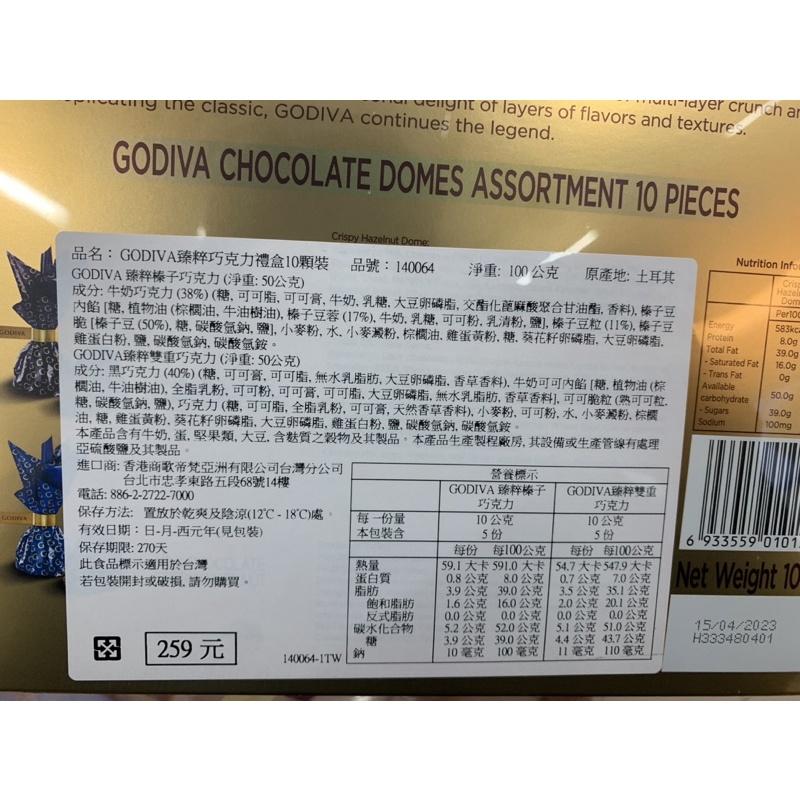 the classic, GODIVA continues the legend.
delight of layers of flavors and textures.
multi-layer crunch
GODIVA CHOCOLATE DOMES ASSORTMENT 10 PIECES
Crispy Hazelnut Dome:
品名：GODIVA臻粹巧克力禮盒10顆裝 品號：140064 淨重: 100 公克 原產地: 土耳其
GODIVA 臻粹榛子巧克力 (淨重: 50公克)
成分: 牛奶巧克力 (38%) (糖, 可可脂, 可可膏, 牛奶, 乳糖, 大豆卵磷脂, 交酯化蓖麻酸聚合甘油酯, 香料), 榛子豆
內餡 [糖, 植物油 (棕櫚油, 牛油樹油), 榛子豆蓉 (17%), 牛奶, 乳糖, 可可粉, 乳清粉, 鹽], 榛子豆粒 (11%), 榛子豆
脆 [榛子豆 (50%), 糖, 碳酸氫鈉, 鹽], 小麥粉, 水, 小麥澱粉, 棕櫚油, 雞蛋黃粉, 糖, 葵花籽卵磷脂, 大豆卵磷脂,
雞蛋白粉, 鹽, 碳酸氫鈉, 碳酸氫銨。
GODIVA臻粹雙重巧克力 (淨重: 50公克)
成分: 黑巧克力 (40%) (糖, 可可膏, 可可脂, 無水乳脂肪, 大豆卵磷脂, 香草香料), 牛奶可可內餡 [糖, 植物油 (棕
櫚油, 牛油樹油), 全脂乳粉, 可可粉, 可可膏, 可可脂, 大豆卵磷脂, 無水乳脂肪, 香草香料], 可可脆粒 (熟可可粒,
糖, 碳酸氫鈉, 鹽), 巧克力 (糖, 可可脂, 全脂乳粉, 可可膏, 天然香草香料), 小麥粉, 可可粉, 水, 小麥澱粉, 棕櫚
油, 糖, 雞蛋黃粉, 葵花籽卵磷脂, 大豆卵磷脂, 雞蛋白粉, 鹽, 碳酸氫鈉, 碳酸氫銨。
本產品含有牛奶, 蛋, 堅果類, 大豆, 含麩質之穀物及其製品。本產品生產製程廠房, 其設備或生產管線有處理
亞硫酸鹽及其製品。
進口商: 香港商歌帝梵亞洲有限公司台灣分公司
台北市忠孝東路五段68號14樓
電話: 886-2-2722-7000
保存方法: 置放於乾爽及陰涼(12℃ - 18℃)處。
有效日期：日-月-西元年(見包裝)
保存期限: 270天
此食品標示適用於台灣
若包裝開封或破損, 請勿購買。
259 元
140064-1TW
營養標示
GODIVA 臻粹榛子巧克力 GODIVA臻粹雙重巧克力
每一份量 10 公克 10 公克
本包裝含 5 份 5 份
每份 每100公克 每份 每100公克
熱量 59.1 大卡 591.0 大卡 54.7 大卡 547.9 大卡
蛋白質 0.8 公克 8.0 公克 0.7 公克 7.0 公克
脂肪 3.9 公克 39.0 公克 3.5 公克 35.1 公克
飽和脂肪 1.6 公克 16.0 公克 2.0 公克 20.1 公克
反式脂肪 0.0 公克 0.0 公克 0.0 公克 0.0 公克
碳水化合物 5.2 公克 52.0 公克 5.1 公克 51.0 公克
糖 3.9 公克 39.0 公克 4.4 公克 43.7 公克
鈉 10 毫克 100 毫克 11 毫克 110 毫克
Nutrition
Energy
Protein 8.0g
Total Fat 39.0g
- Saturated Fat 16.0g
- Trans Fat 0g
Available
carbohydrate 50.0g
- Sugars 39.0g
Sodium 100mg
6 933559
Net Weight
15/04/2023
H333480401
GODIVA
GODIVA